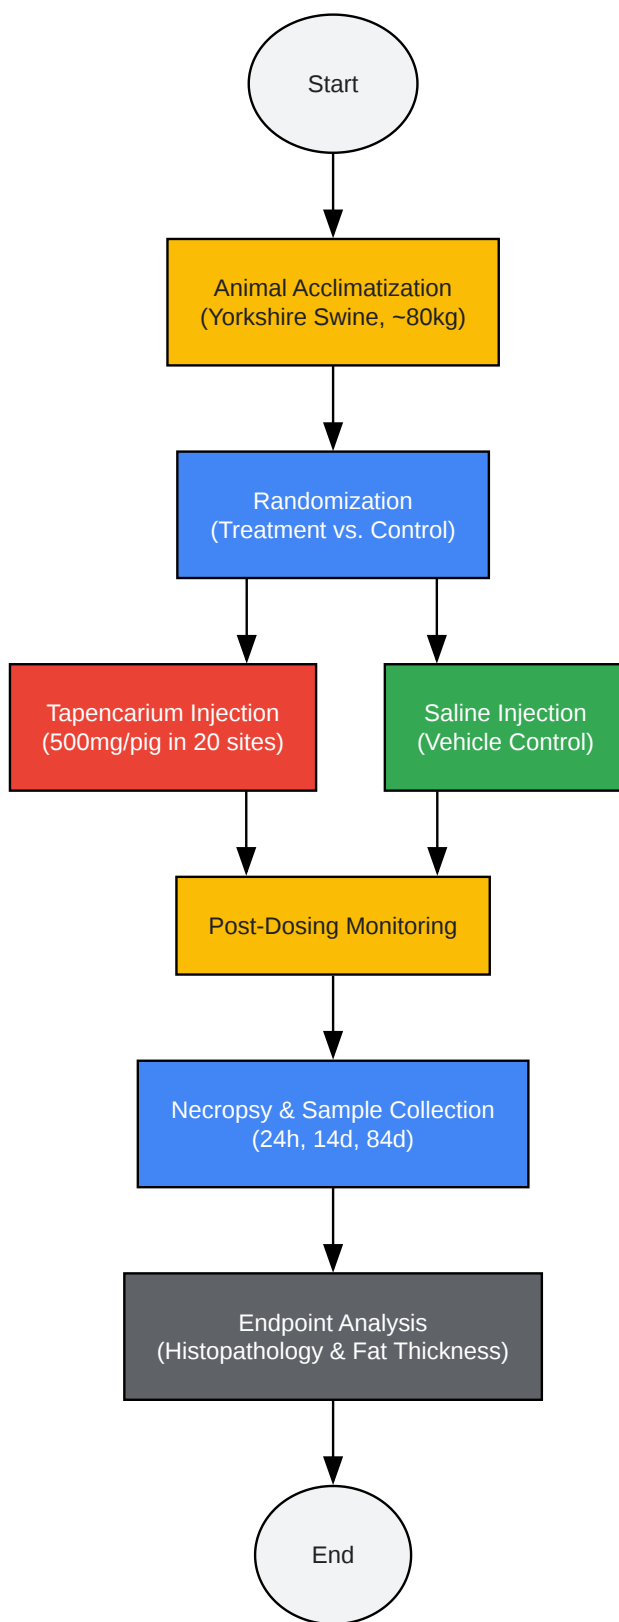 Start
Animal Acclimatization
(Yorkshire Swine, ~80kg)
Randomization
(Treatment vs. Control)
Tapencarium Injection
(500mg/pig in 20 sites)
Saline Injection
(Vehicle Control)
Post-Dosing Monitoring
Necropsy & Sample Collection
(24h, 14d, 84d)
Endpoint Analysis
(Histopathology & Fat Thickness)
End